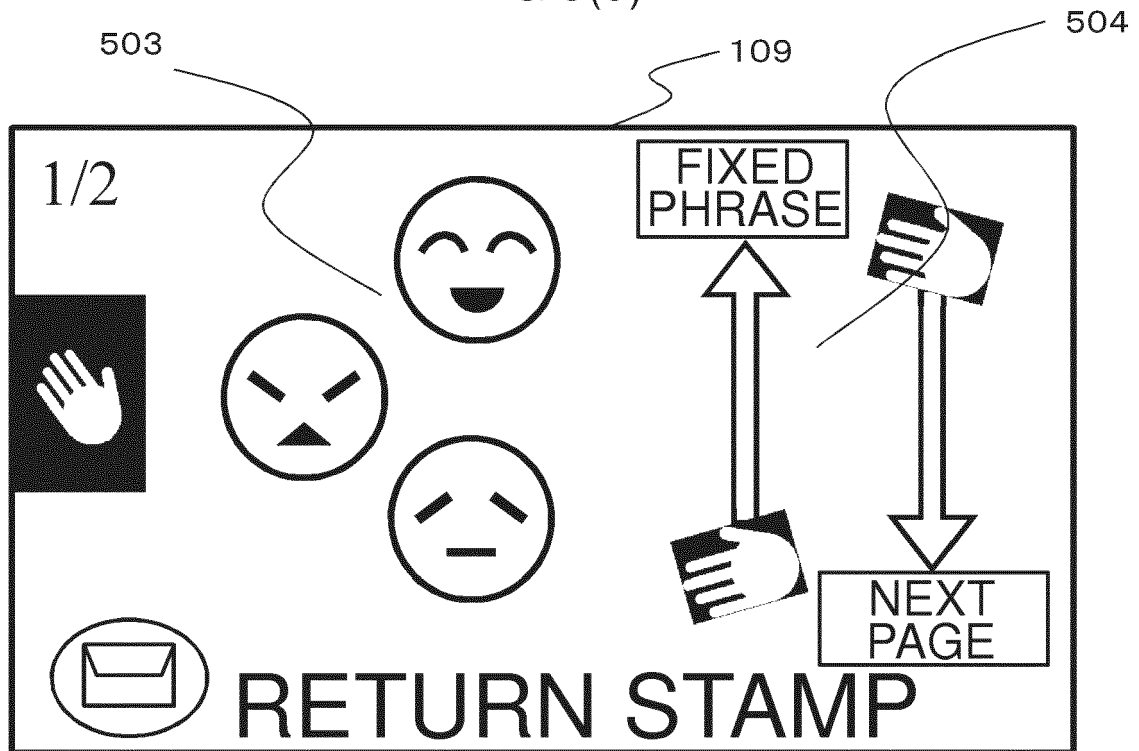 503
109
504
1/2
FIXED
PHRASE
NEXT
PAGE
RETURN STAMP